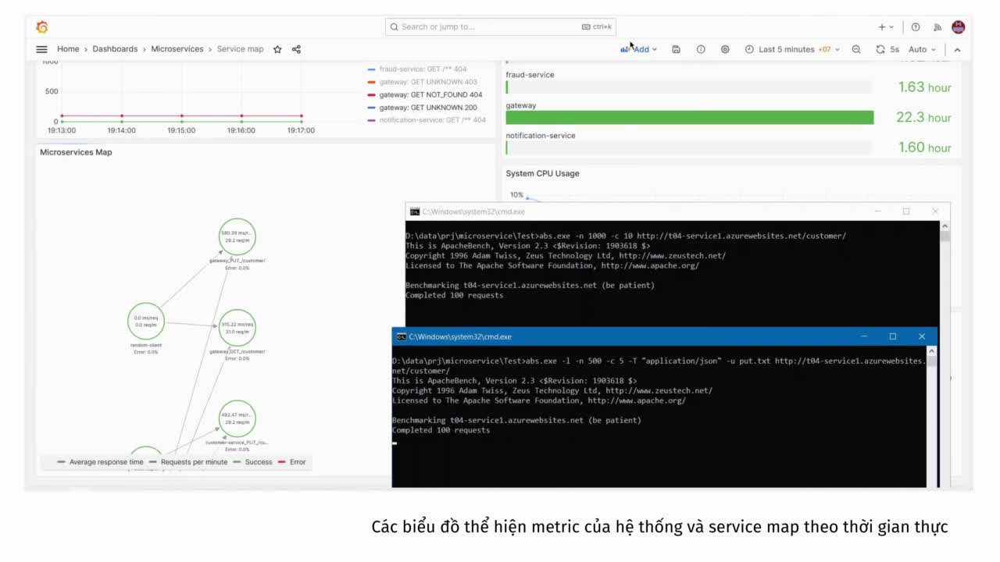 Search or jump to...
ctrl+k
Home › Dashboards › Microservices › Service map
Add
Last 5 minutes +07
5s
Auto
1000
500
0
19:13:00
19:14:00
19:15:00
19:16:00
19:17:00
fraud-service: GET /** 404
gateway: GET UNKNOWN 403
gateway: GET NOT_FOUND 404
gateway: GET UNKNOWN 200
notification-service: GET /** 404
fraud-service
1.63 hour
gateway
22.3 hour
notification-service
1.60 hour
Microservices Map
580.39 ms/r...
29.2 req/m
gateway_PUT_/customer/
Error: 0.0%
0.0 ms/req
0.0 req/m
random-client
Error: 0.0%
315.22 ms/req
31.0 req/m
gateway_GET_/customer/
Error: 0.0%
492.47 ms/r...
29.2 req/m
customer-service_PUT_/cu...
Error: 0.0%
Average response time
Requests per minute
Success
Error
System CPU Usage
10%
C:\Windows\system32\cmd.exe
D:\data\prj\microservice\Test>abs.exe -n 1000 -c 10 http://t04-service1.azurewebsites.net/customer/
This is ApacheBench, Version 2.3 <$Revision: 1903618 $>
Copyright 1996 Adam Twiss, Zeus Technology Ltd, http://www.zeustech.net/
Licensed to The Apache Software Foundation, http://www.apache.org/
Benchmarking t04-service1.azurewebsites.net (be patient)
Completed 100 requests
C:\Windows\system32\cmd.exe
D:\data\prj\microservice\Test>abs.exe -l -n 500 -c 5 -T "application/json" -u put.txt http://t04-service1.azurewebsites.
net/customer/
This is ApacheBench, Version 2.3 <$Revision: 1903618 $>
Copyright 1996 Adam Twiss, Zeus Technology Ltd, http://www.zeustech.net/
Licensed to The Apache Software Foundation, http://www.apache.org/
Benchmarking t04-service1.azurewebsites.net (be patient)
Completed 100 requests
Các biểu đồ thể hiện metric của hệ thống và service map theo thời gian thực